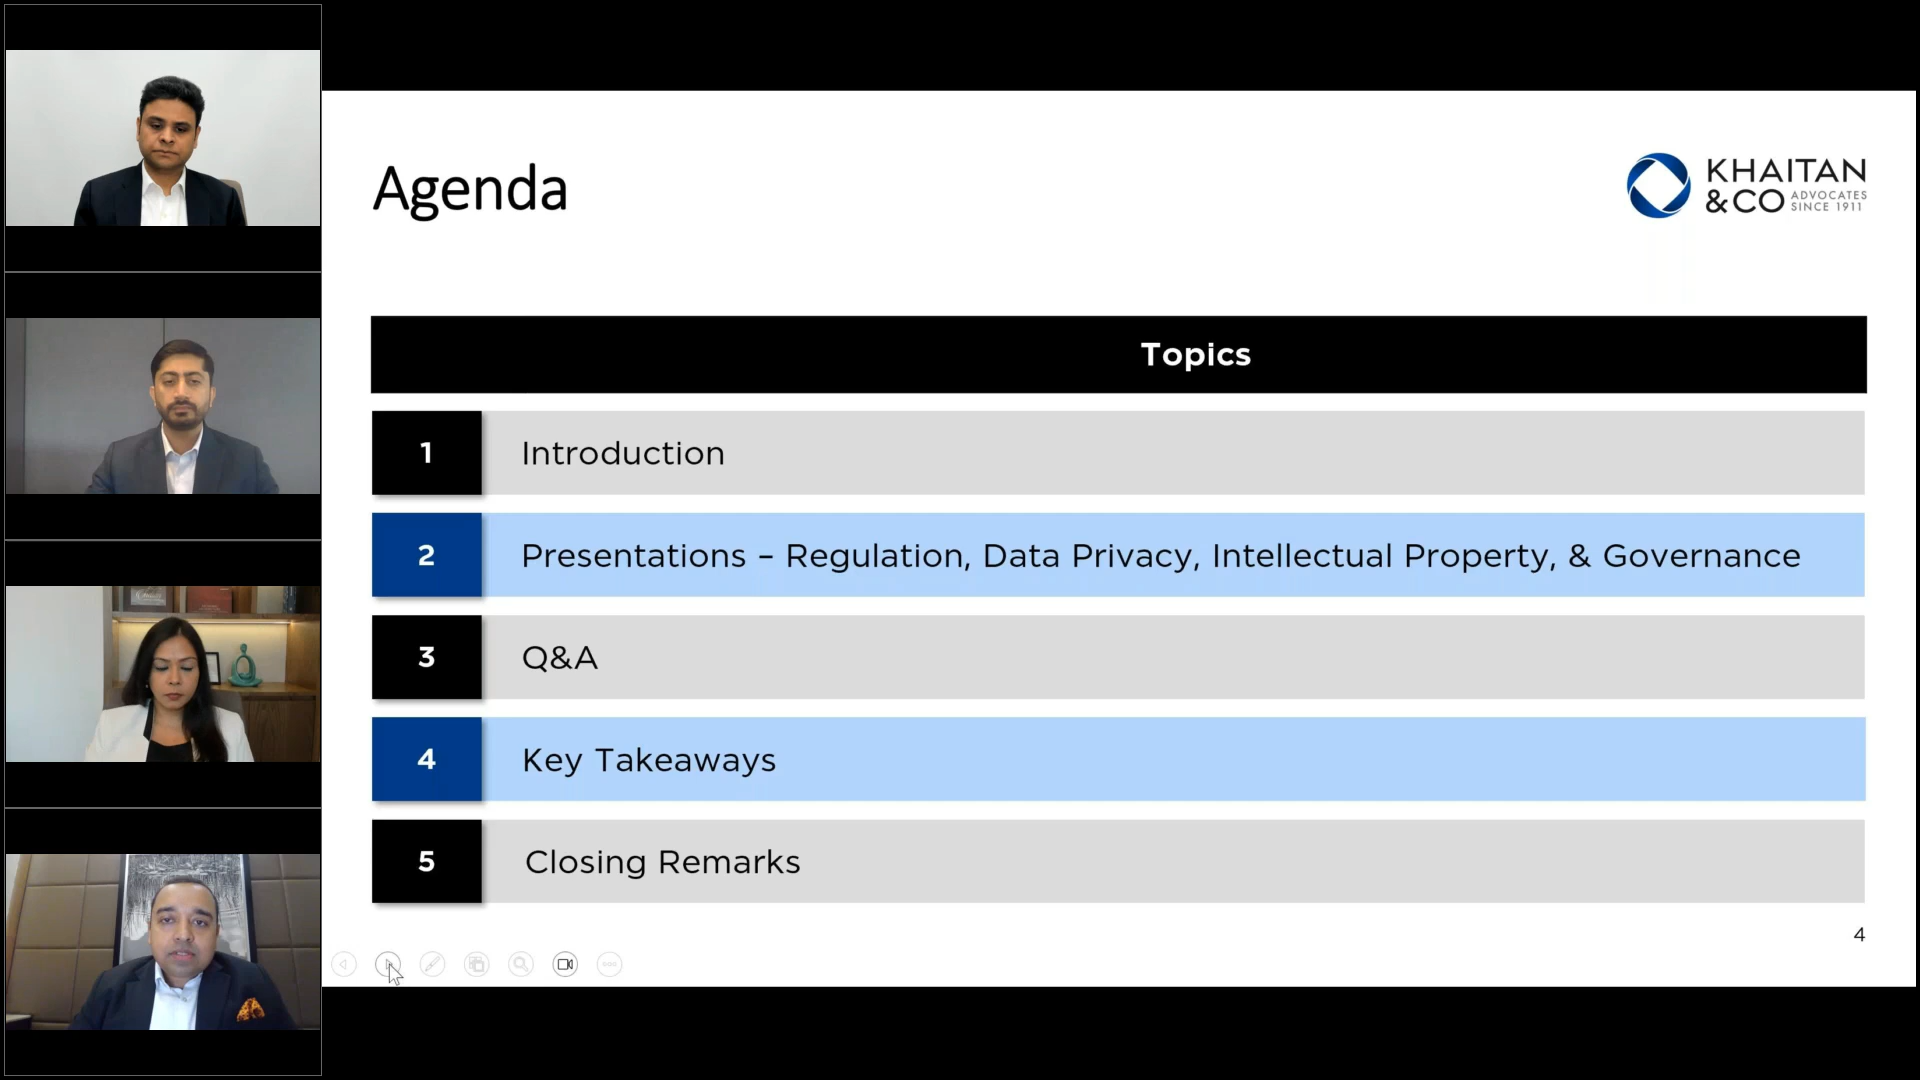 Agenda
KHAITAN
&CO ADVOCATES
SINCE 1911
Topics
1 Introduction
2 Presentations – Regulation, Data Privacy, Intellectual Property, & Governance
3 Q&A
4 Key Takeaways
5 Closing Remarks
4